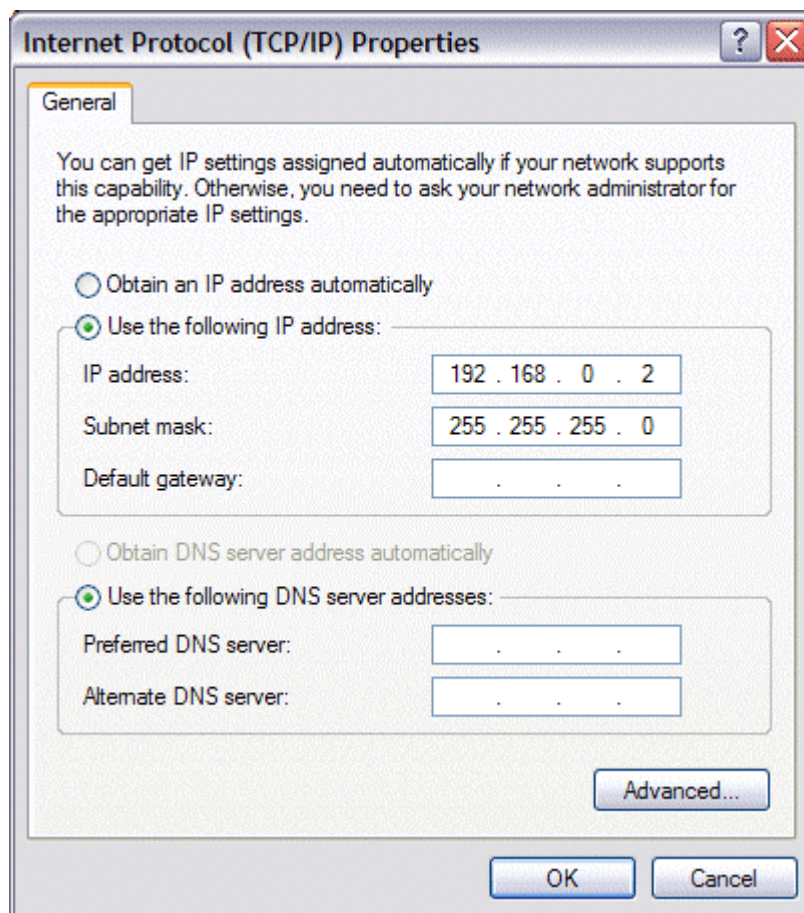 Internet Protocol (TCP/IP) Properties
General
You can get IP settings assigned automatically if your network supports
this capability. Otherwise, you need to ask your network administrator for
the appropriate IP settings.
Obtain an IP address automatically
Use the following IP address:
IP address: 192 . 168 . 0 . 2
Subnet mask: 255 . 255 . 255 . 0
Default gateway: . . .
Obtain DNS server address automatically
Use the following DNS server addresses:
Preferred DNS server: . . .
Alternate DNS server: . . .
Advanced...
OK Cancel